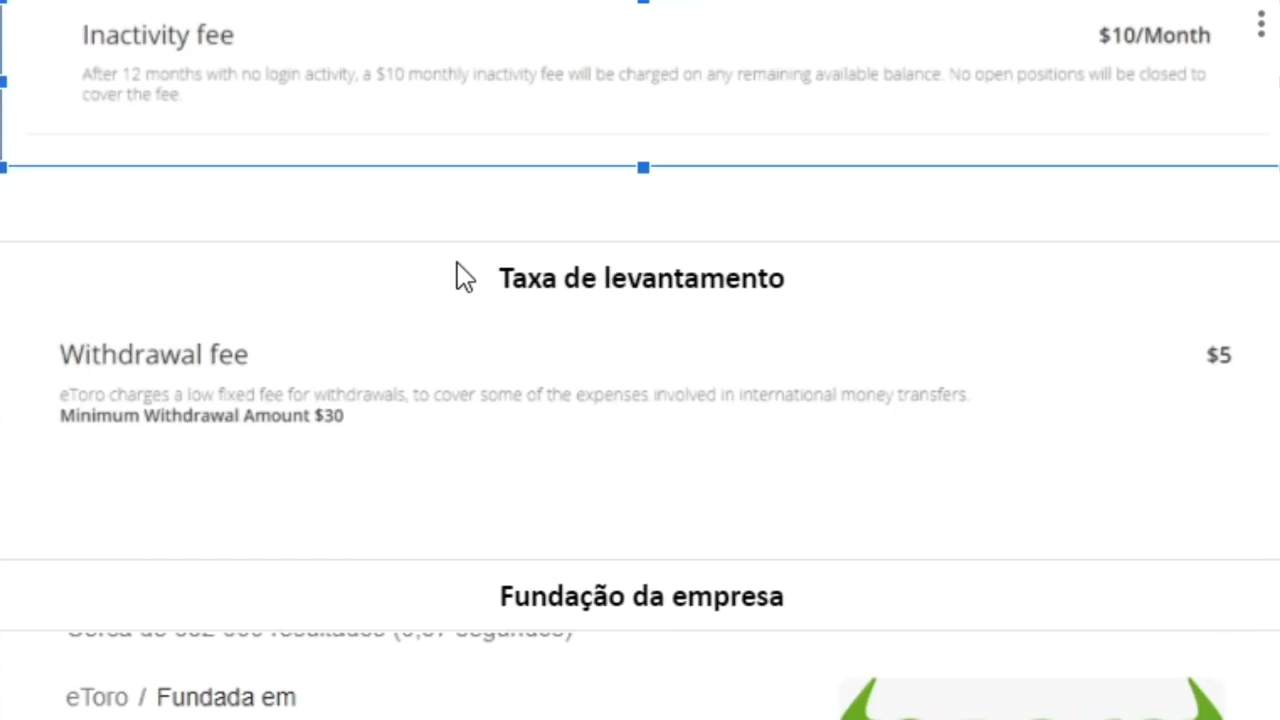 Inactivity fee
$10/Month
After 12 months with no login activity, a $10 monthly inactivity fee will be charged on any remaining available balance. No open positions will be closed to
cover the fee.
Taxa de levantamento
Withdrawal fee
$5
eToro charges a low fixed fee for withdrawals, to cover some of the expenses involved in international money transfers.
Minimum Withdrawal Amount $30
Fundação da empresa
eToro / Fundada em